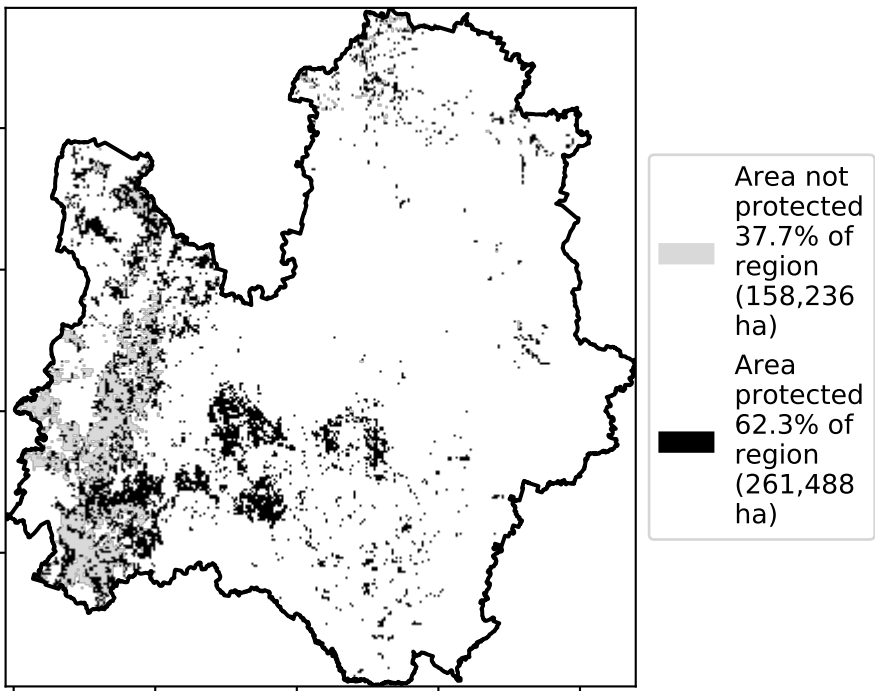 Area not
protected
37.7% of
region
(158,236
ha)
Area
protected
62.3% of
region
(261,488
ha)